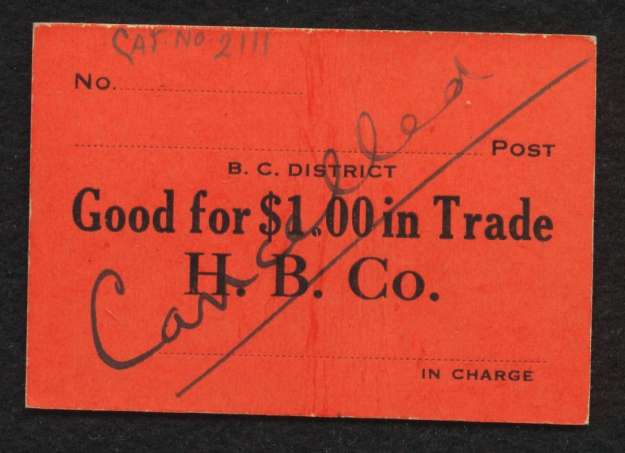 CAT. NO. 2111
No.
POST
B. C. DISTRICT
Good for $1.00 in Trade
H. B. Co.
Cancelled
IN CHARGE